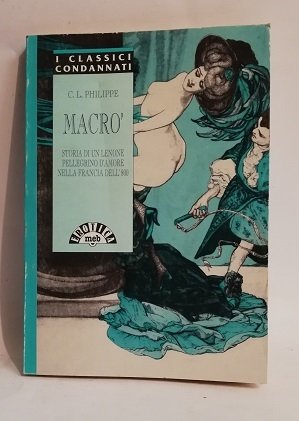 I CLASSICI
CONDANNATI
C. L. PHILIPPE
MACRO'
STORIA DI UN LENONE
PELLEGRINO D'AMORE
NELLA FRANCIA DELL'800
EROTICA
meb